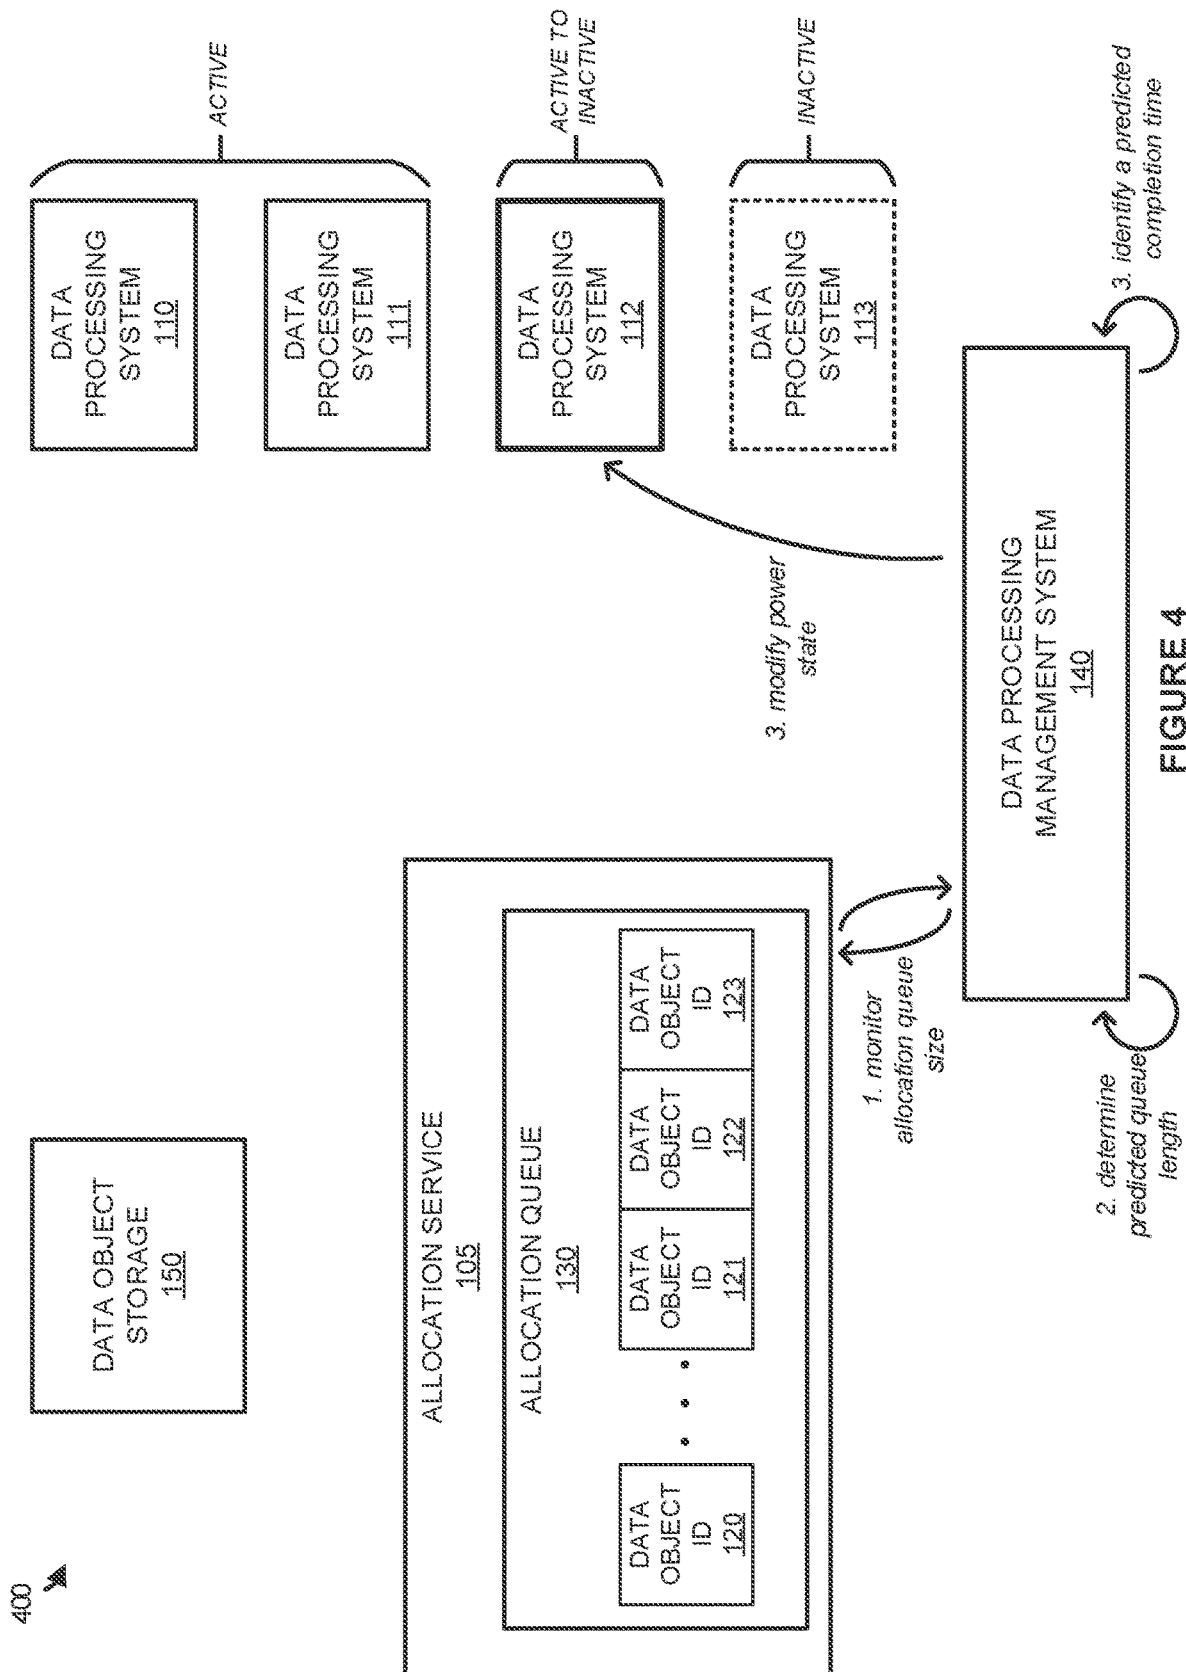 400
DATA OBJECT
STORAGE
150
ALLOCATION SERVICE
105
ALLOCATION QUEUE
130
DATA
OBJECT
ID
120
DATA
OBJECT
ID
121
DATA
OBJECT
ID
122
DATA
OBJECT
ID
123
DATA
PROCESSING
SYSTEM
110
DATA
PROCESSING
SYSTEM
111
ACTIVE
DATA
PROCESSING
SYSTEM
112
ACTIVE TO
INACTIVE
DATA
PROCESSING
SYSTEM
113
INACTIVE
1. monitor
allocation queue
size
3. modify power
state
DATA PROCESSING
MANAGEMENT SYSTEM
140
2. determine
predicted queue
length
3. identify a predicted
completion time
FIGURE 4